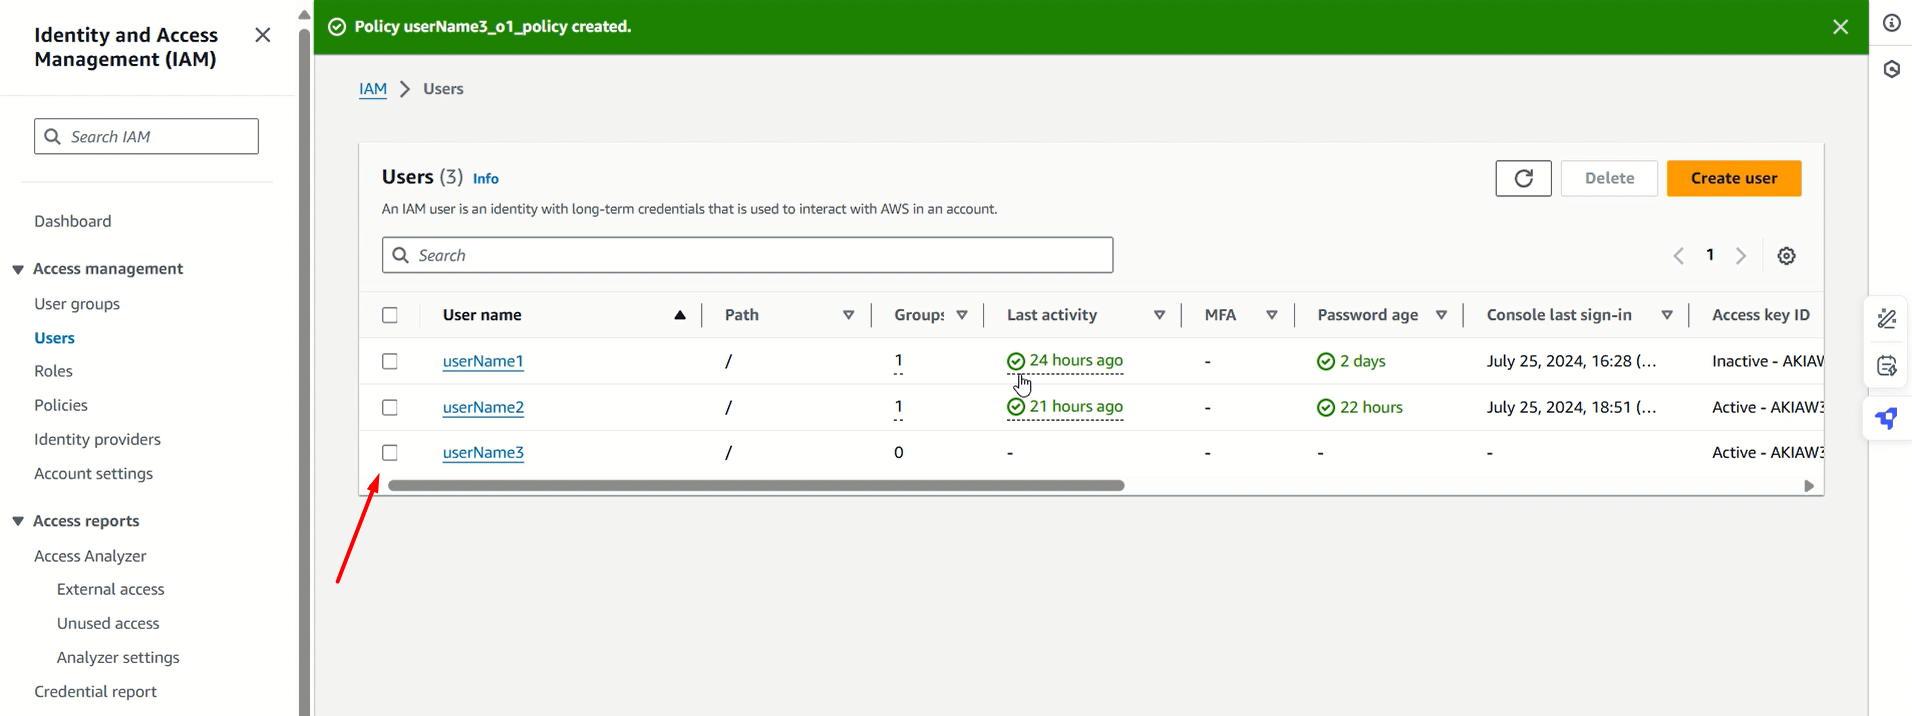 Identity and Access
Management (IAM)
Search IAM
Dashboard
Access management
User groups
Users
Roles
Policies
Identity providers
Account settings
Access reports
Access Analyzer
External access
Unused access
Analyzer settings
Credential report
Policy userName3_o1_policy created.
IAM > Users
Users (3) Info
Delete
Create user
An IAM user is an identity with long-term credentials that is used to interact with AWS in an account.
Search
1
User name Path Groups Last activity MFA Password age Console last sign-in Access key ID
userName1 / 1 24 hours ago - 2 days July 25, 2024, 16:28 (... Inactive - AKIAW
userName2 / 1 21 hours ago - 22 hours July 25, 2024, 18:51 (... Active - AKIAW3
userName3 / 0 - - - - Active - AKIAW3